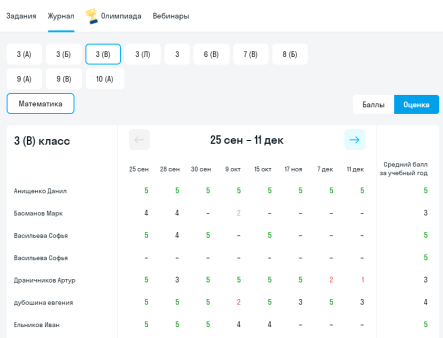 Задания Журнал Олимпиада Вебинары
3 (А) 3 (Б) 3 (В) 3 (Л) 3 6 (В) 7 (В) 8 (Б)
9 (А) 9 (В) 10 (А)
Математика Баллы Оценка
3 (В) класс 25 сен – 11 дек
25 сен 28 сен 30 сен 9 окт 15 окт 17 ноя 7 дек 11 дек Средний балл
за учебный год
Анищенко Данил 5 5 5 5 5 5 5 5 5
Басманов Марк 4 4 – 2 – – – – 3
Васильева Софья 5 4 5 – 5 – – – 5
Васильева Софья – – – – – – – – 5
Драничников Артур 5 3 5 5 5 5 2 1 3
дубошина евгения 5 5 5 2 5 3 5 3 4
Ельников Иван 5 5 5 4 4 – – – 5